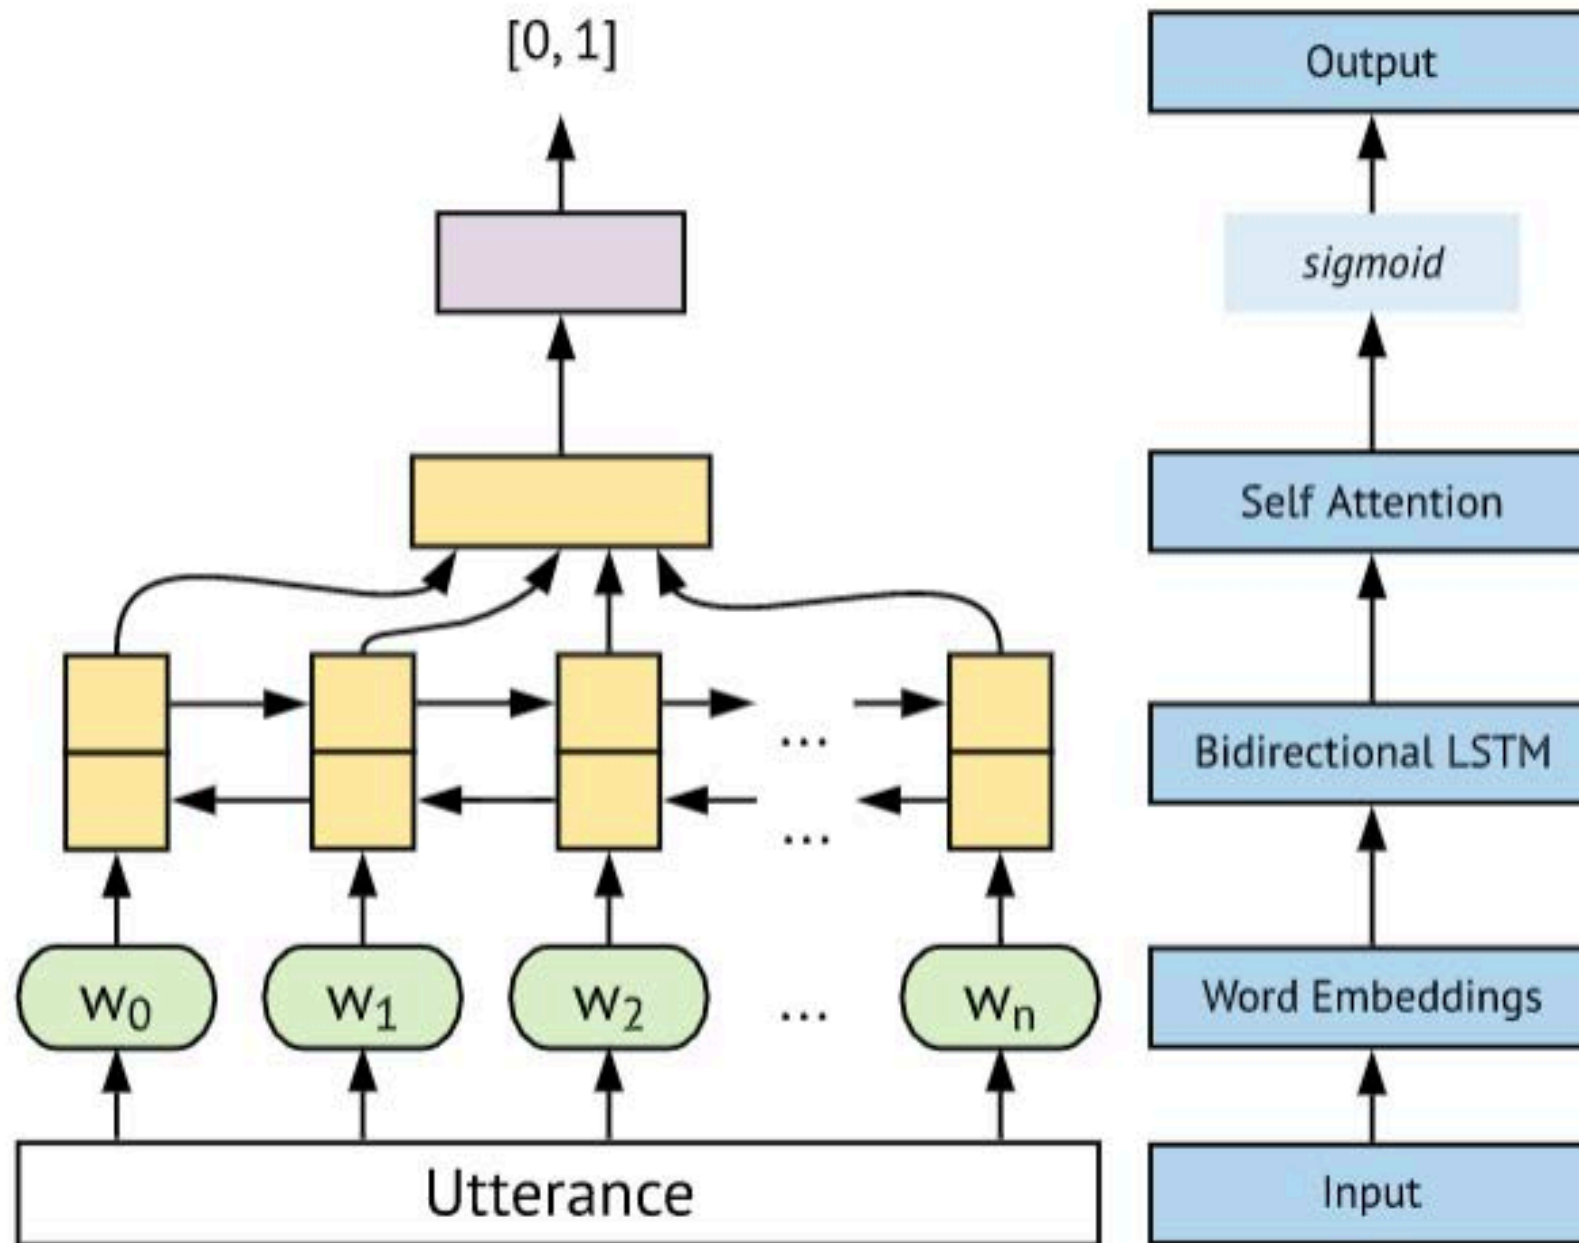 [0, 1]
Output
sigmoid
Self Attention
Bidirectional LSTM
...
...
w0
w1
w2
...
wn
Word Embeddings
Utterance
Input